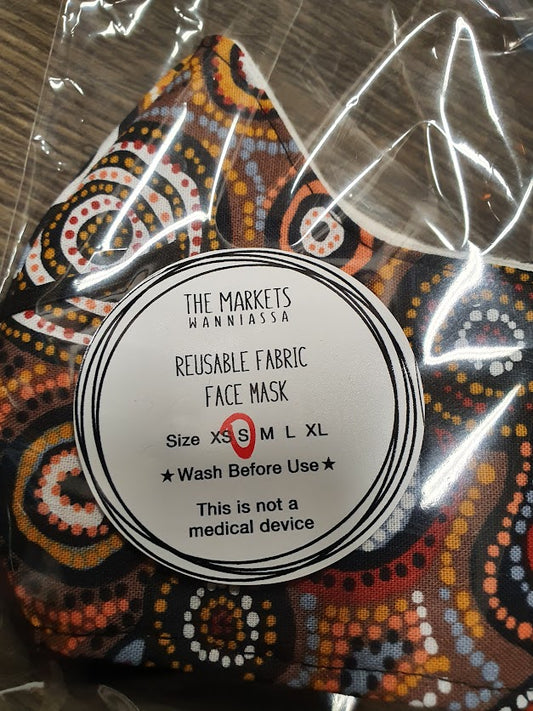 THE MARKETS
WANNIASSA
REUSABLE FABRIC
FACE MASK
Size XS S M L XL
★Wash Before Use★
This is not a
medical device